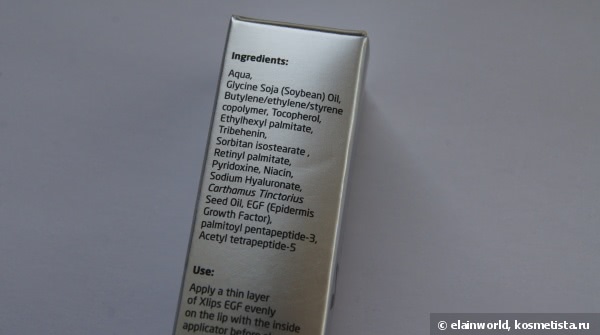 Ingredients:
Aqua,
Glycine Soja (Soybean) Oil,
Butylene/ethylene/styrene
copolymer, Tocopherol,
Ethylhexyl palmitate,
Tribehenin,
Sorbitan isostearate ,
Retinyl palmitate,
Pyridoxine, Niacin,
Sodium Hyaluronate,
Carthamus Tinctorius
Seed Oil, EGF (Epidermis
Growth Factor),
palmitoyl pentapeptide-3,
Acetyl tetrapeptide-5
Use:
Apply a thin layer
of Xlips EGF evenly
on the lip with the inside
applicator before
© elainworld, kosmetista.ru